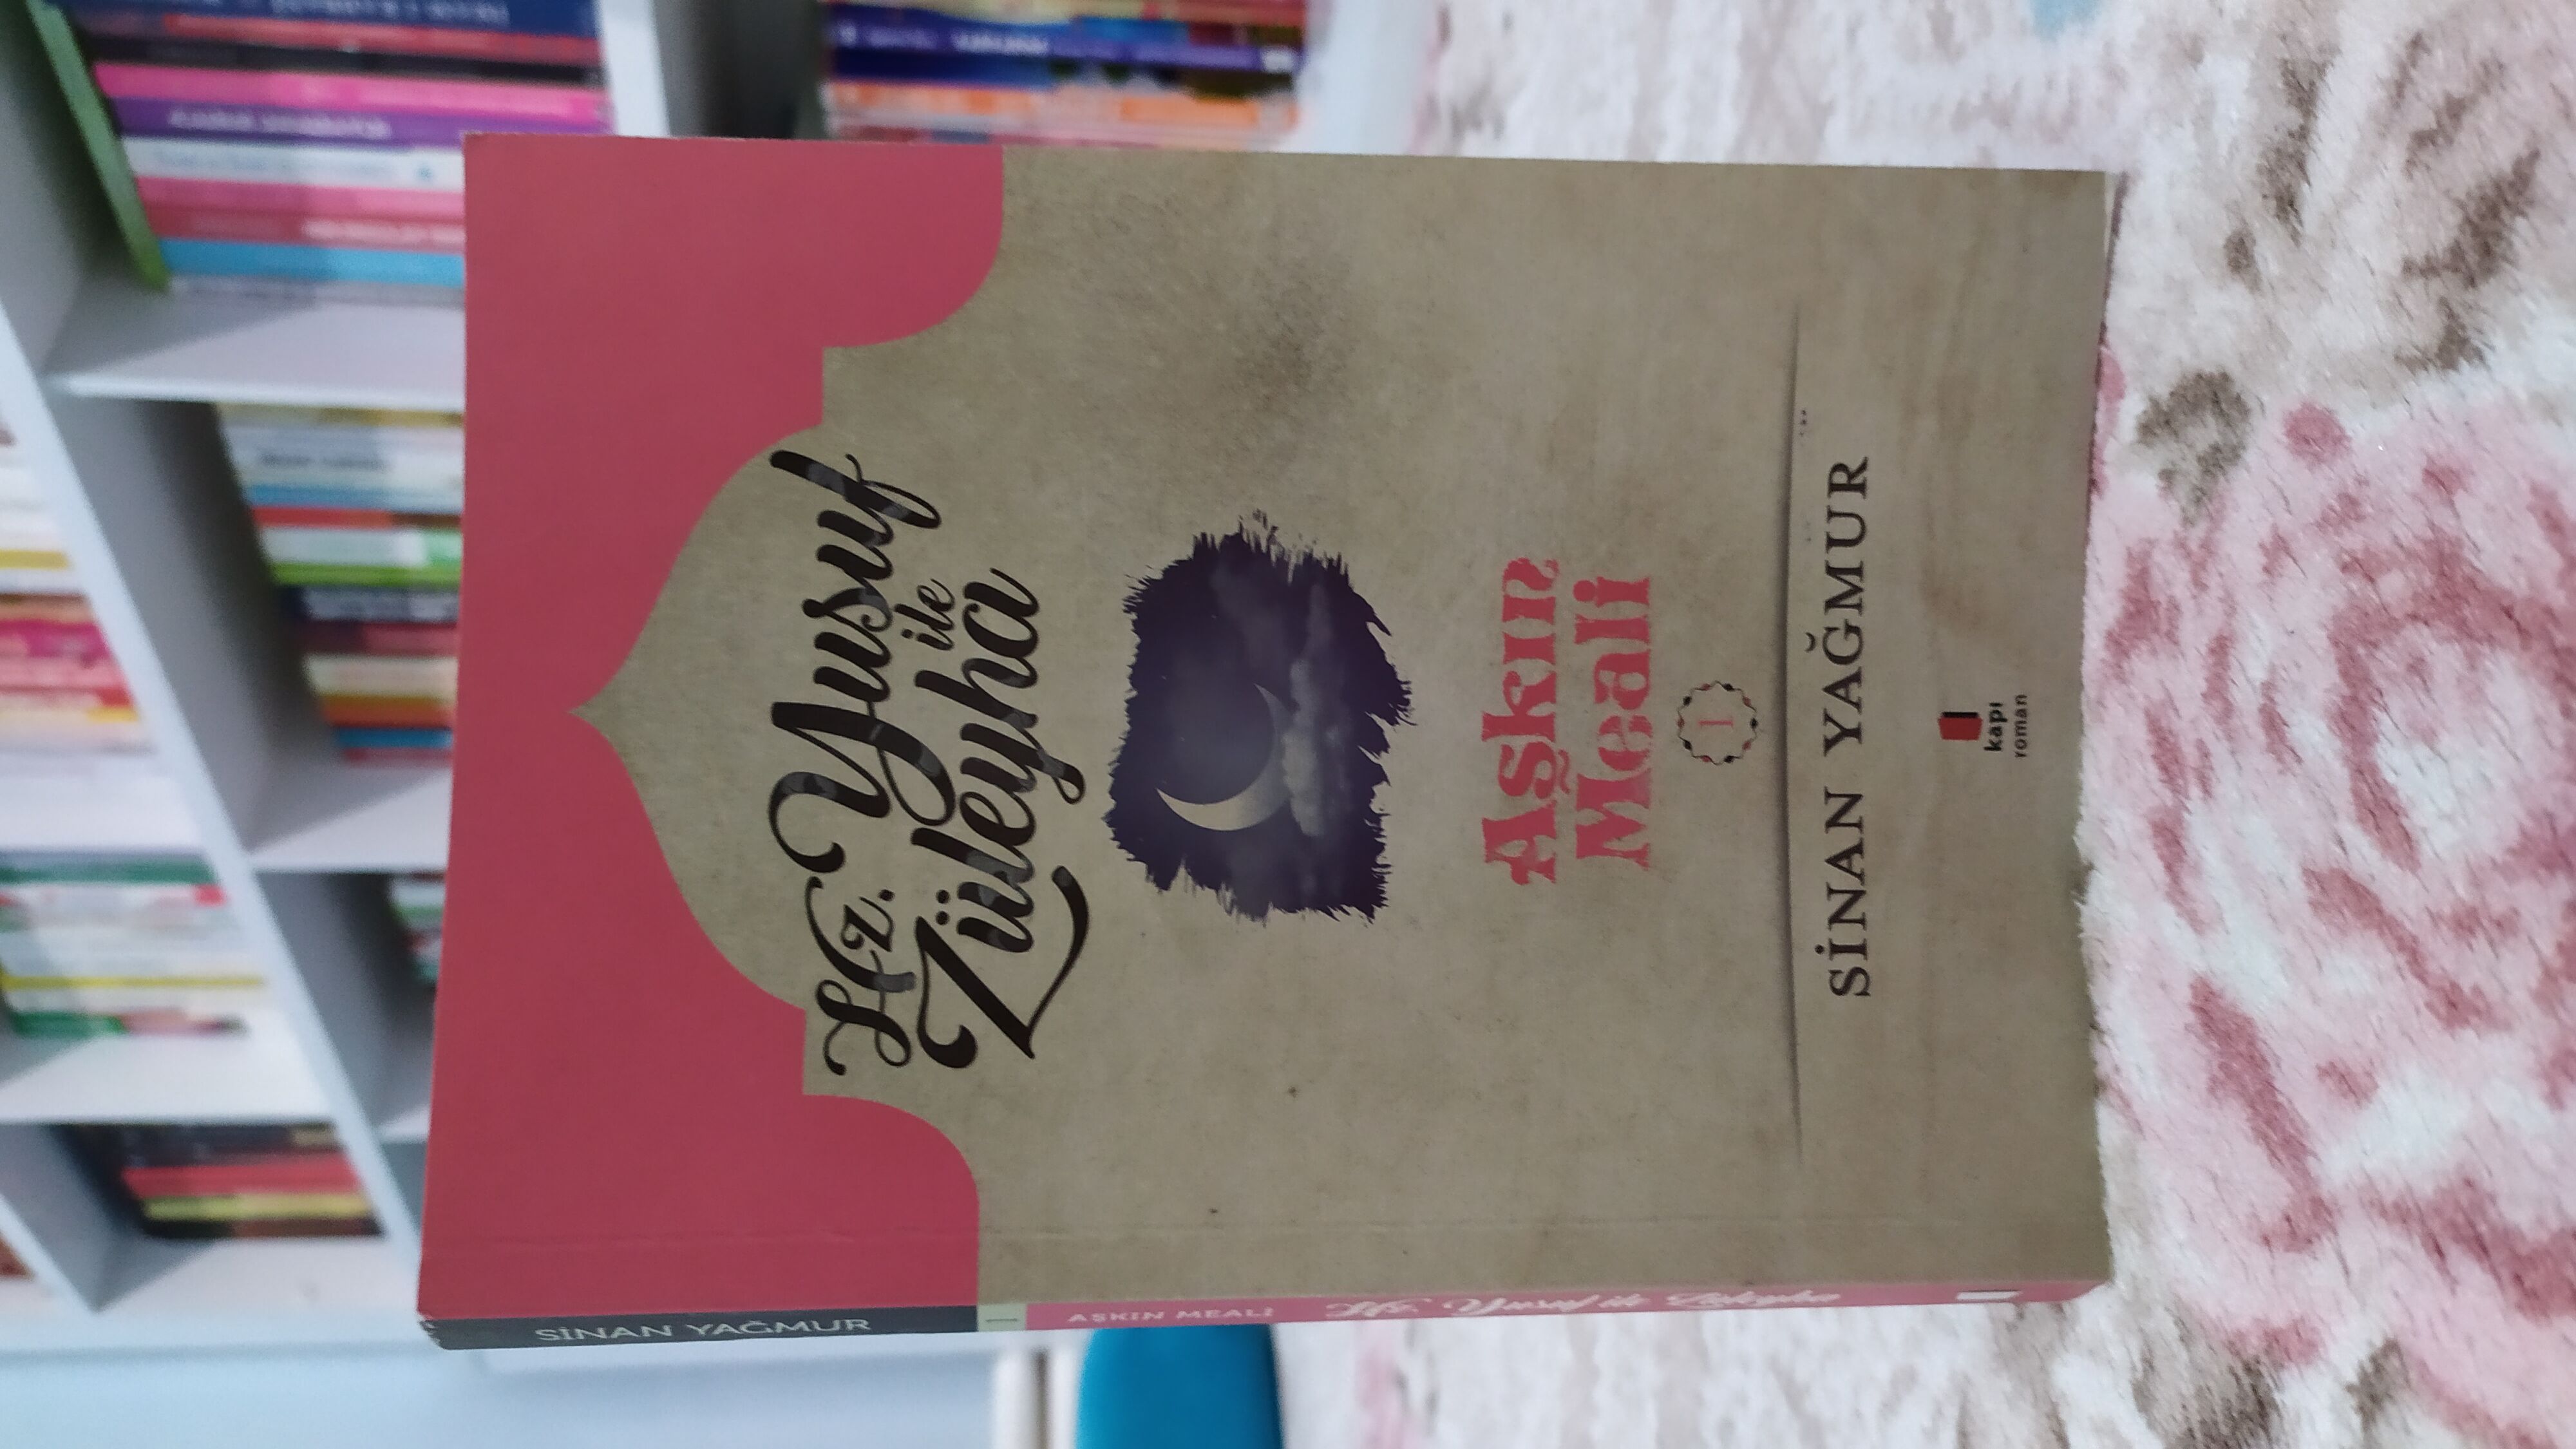 Hz. Yusuf
ile
Züleyha
Aşkın
Meali
1
SİNAN YAĞMUR
kapı
roman
SİNAN YAĞMUR
1
AŞKIN MEALİ
Hz. Yusuf ile Züleyha